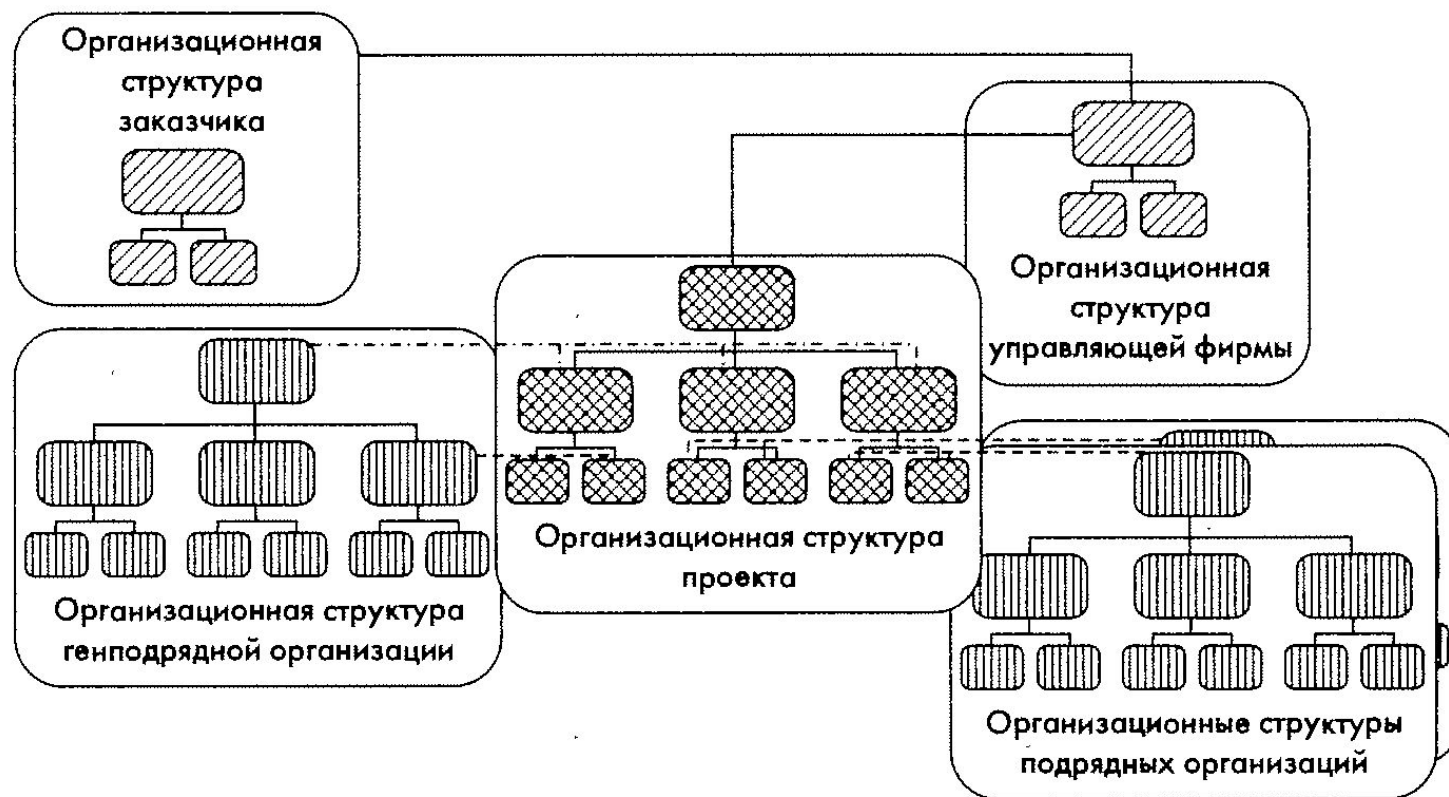 Организационная
структура
заказчика
Организационная
структура
управляющей фирмы
Организационная структура
проекта
Организационная структура
генподрядной организации
Организационные структуры
подрядных организаций